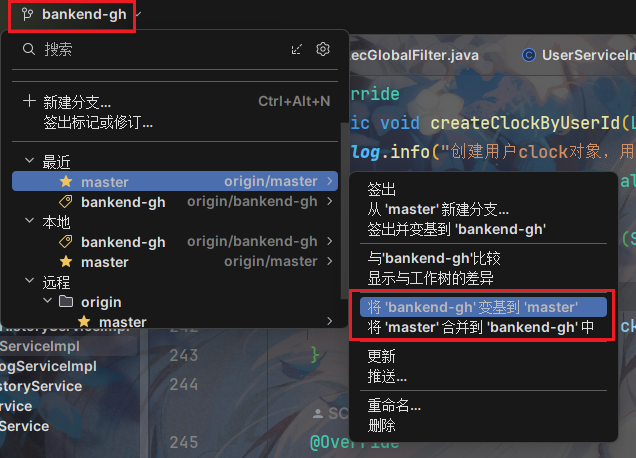 bankend-gh
搜索
ecGlobalFilter.java
UserServiceIm
新建分支... Ctrl+Alt+N
签出标记或修订...
最近
master origin/master
bankend-gh origin/bankend-gh
本地
bankend-gh origin/bankend-gh
master origin/master
远程
origin
master
rride
ic void createClockByUserId(L
log.info("创建用户clock对象，用
签出
从 'master' 新建分支...
签出并变基到 'bankend-gh'
与'bankend-gh'比较
显示与工作树的差异
将 'bankend-gh' 变基到 'master'
将 'master' 合并到 'bankend-gh' 中
更新
推送...
重命名...
删除
ServiceImpl
ogServiceImpl
storyService
rvice
Service
242
243 }
244
245 @Override